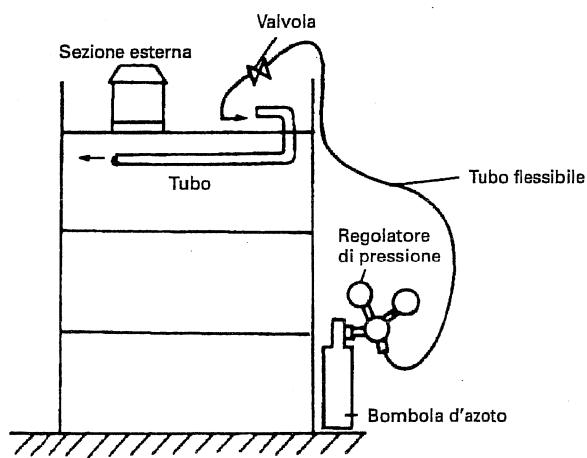 Valvola
Sezione esterna
Tubo
Tubo flessibile
Regolatore
di pressione
Bombola d'azoto